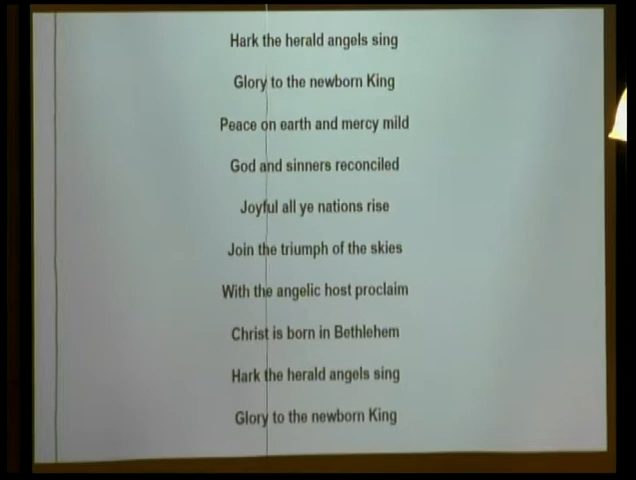 Hark the herald angels sing
Glory to the newborn King
Peace on earth and mercy mild
God and sinners reconciled
Joyful all ye nations rise
Join the triumph of the skies
With the angelic host proclaim
Christ is born in Bethlehem
Hark the herald angels sing
Glory to the newborn King